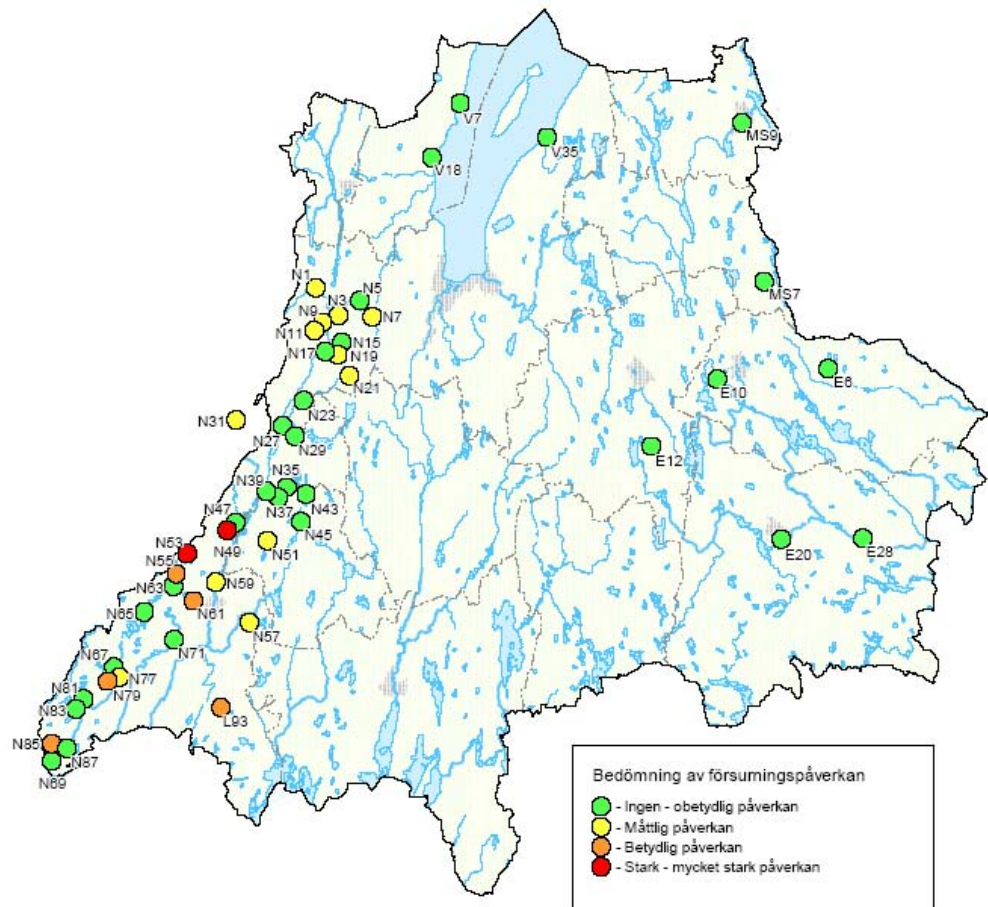 V7
MS9
V35
V18
MS7
N1
N5
N3
N9
N7
N11
N15
N17
N19
N21
E6
E10
N23
N31
N27
N29
E12
N35
N39
N37
N43
N47
N45
N49
N51
N53
E20
E28
N55
N59
N63
N61
N65
N57
N71
N67
N77
N79
N81
N83
L93
N85
N87
N69
Bedömning av försurningspåverkan
- Ingen - obetydlig påverkan
- Måttlig påverkan
- Betydlig påverkan
- Stark - mycket stark påverkan